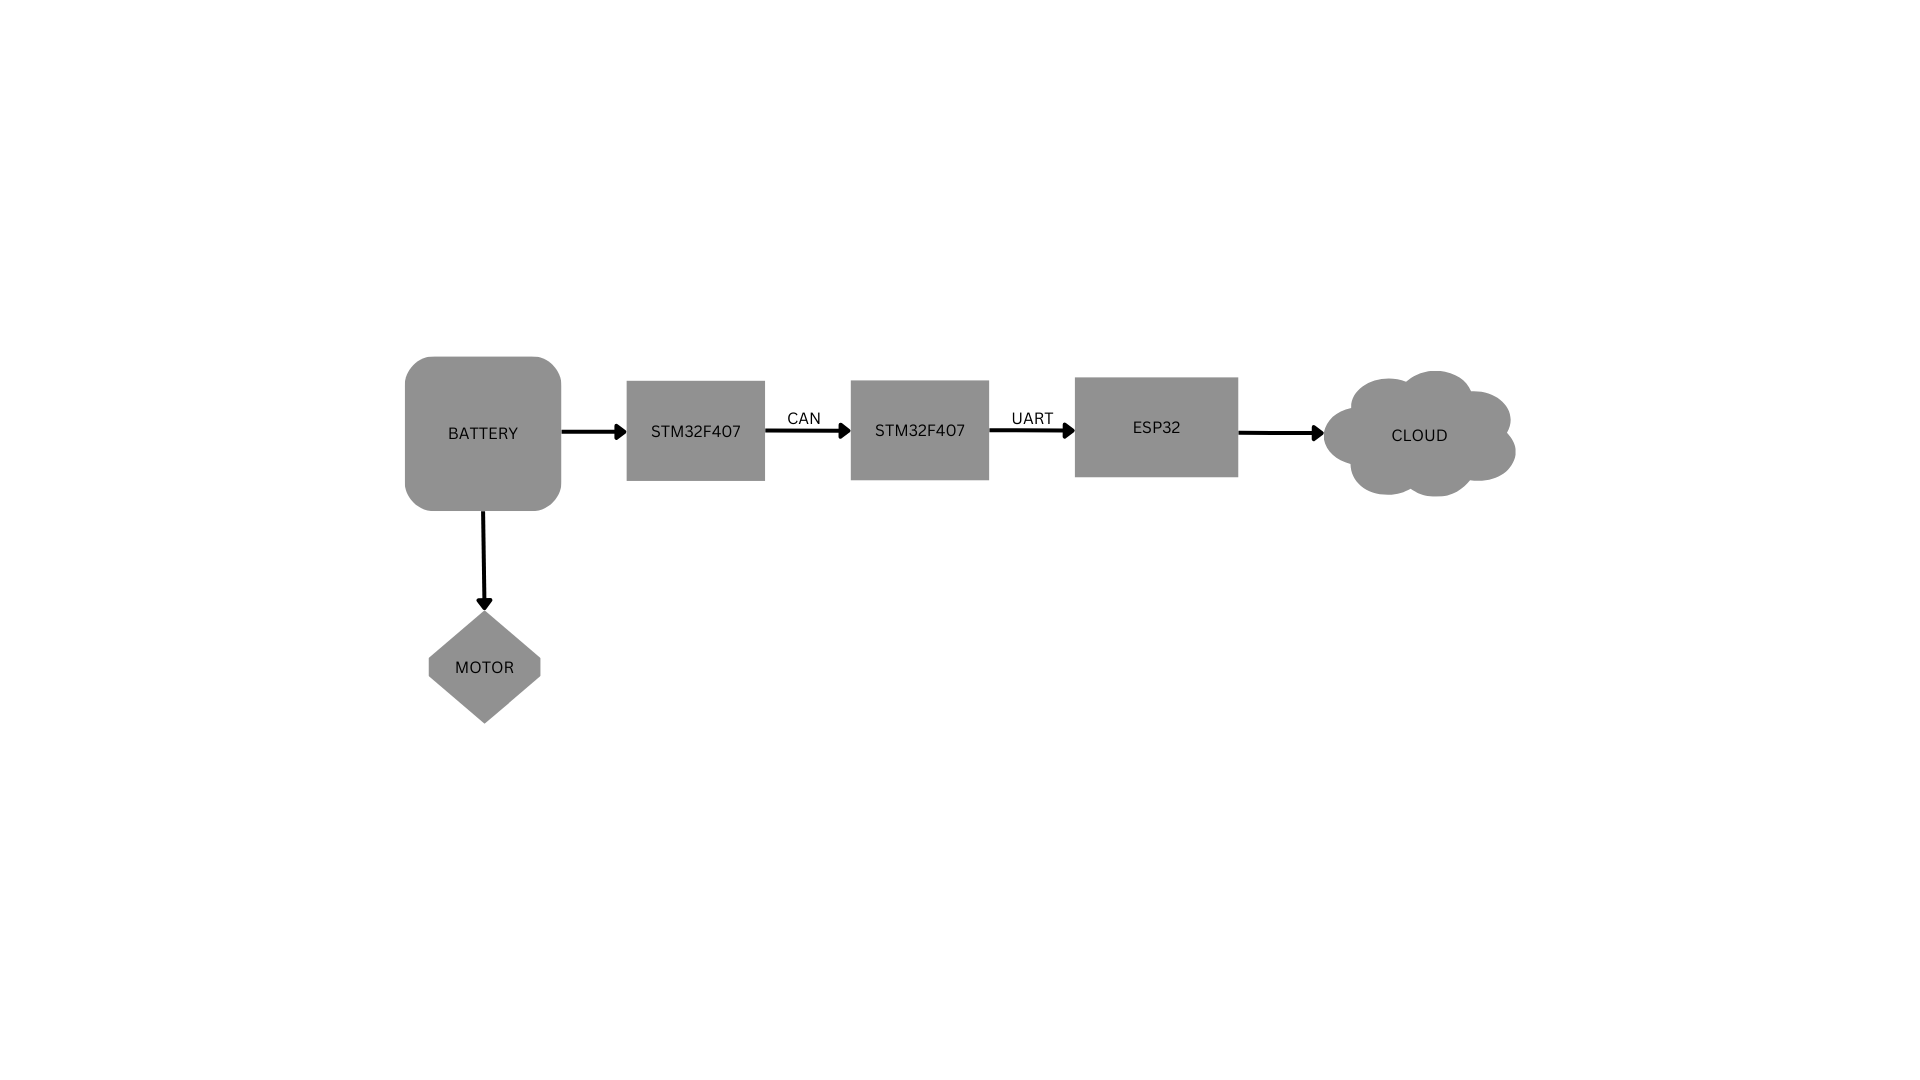 BATTERY
STM32F407
CAN
STM32F407
UART
ESP32
CLOUD
MOTOR